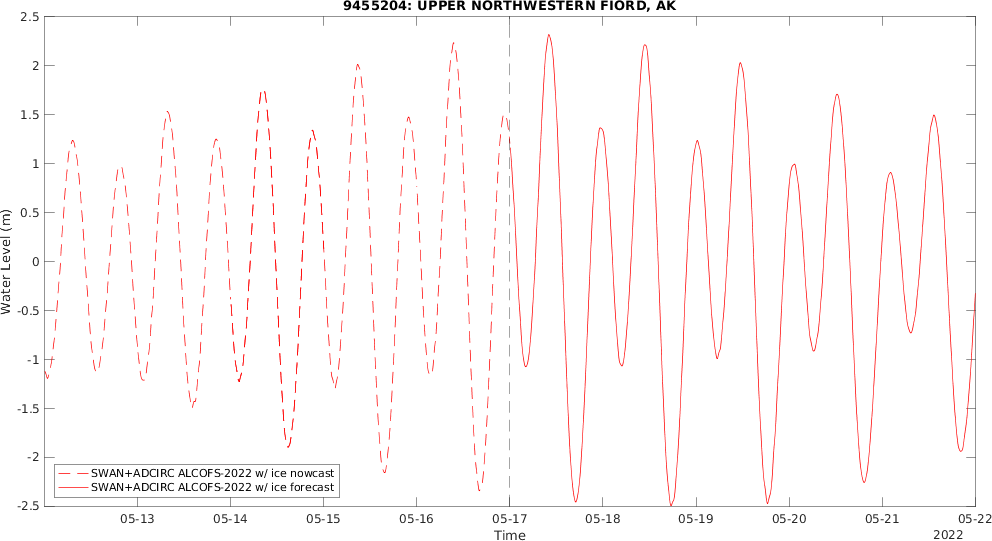 9455204: UPPER NORTHWESTERN FIORD, AK
Water Level (m)
2.5
2
1.5
1
0.5
0
-0.5
-1
-1.5
-2
-2.5
SWAN+ADCIRC ALCOFS-2022 w/ ice nowcast
SWAN+ADCIRC ALCOFS-2022 w/ ice forecast
05-13 05-14 05-15 05-16 05-17 05-18 05-19 05-20 05-21 05-22
Time
2022